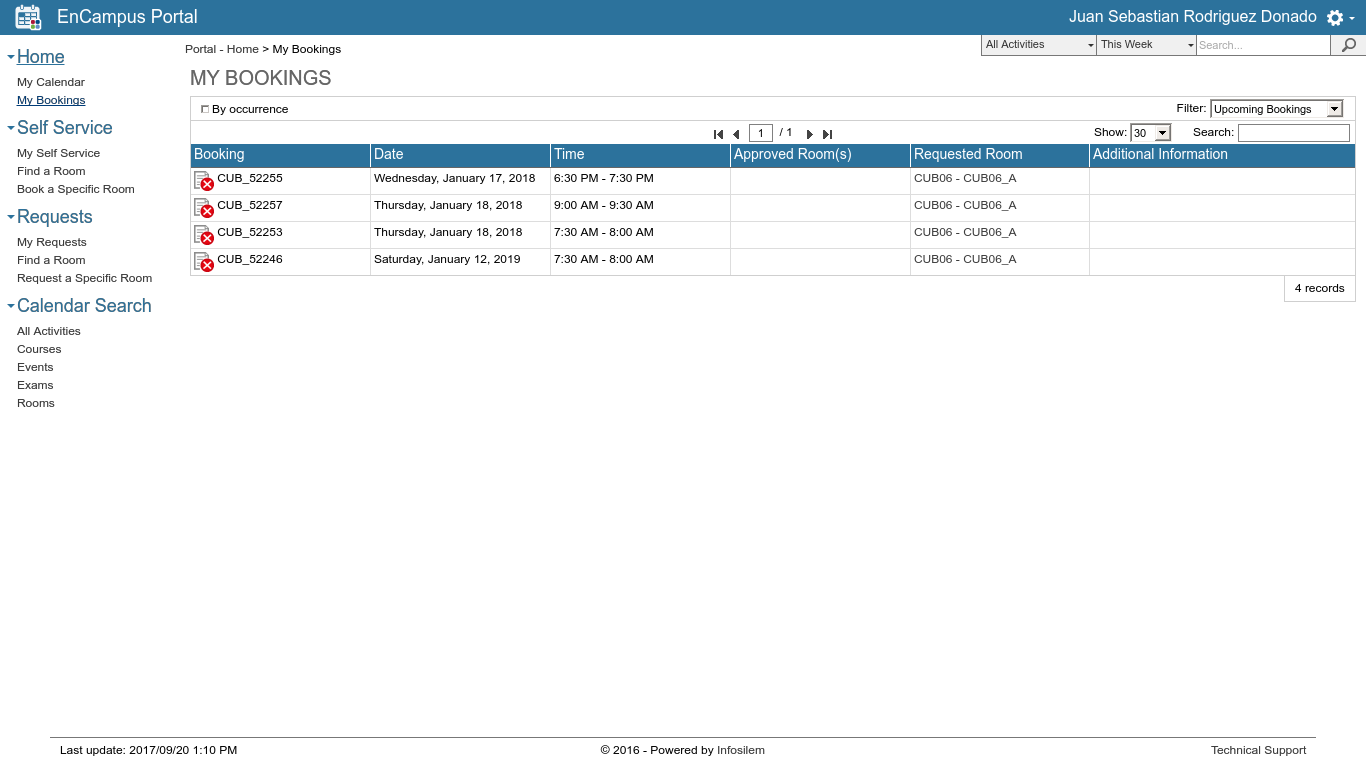 EnCampus Portal
Juan Sebastian Rodriguez Donado
Home
My Calendar
My Bookings
Self Service
My Self Service
Find a Room
Book a Specific Room
Requests
My Requests
Find a Room
Request a Specific Room
Calendar Search
All Activities
Courses
Events
Exams
Rooms
Portal - Home > My Bookings
All Activities
This Week
Search...
MY BOOKINGS
By occurrence
Filter: Upcoming Bookings
1 / 1
Show: 30
Search:
Booking Date Time Approved Room(s) Requested Room Additional Information
CUB_52255 Wednesday, January 17, 2018 6:30 PM - 7:30 PM CUB06 - CUB06_A
CUB_52257 Thursday, January 18, 2018 9:00 AM - 9:30 AM CUB06 - CUB06_A
CUB_52253 Thursday, January 18, 2018 7:30 AM - 8:00 AM CUB06 - CUB06_A
CUB_52246 Saturday, January 12, 2019 7:30 AM - 8:00 AM CUB06 - CUB06_A
4 records
Last update: 2017/09/20 1:10 PM
© 2016 - Powered by Infosilem
Technical Support